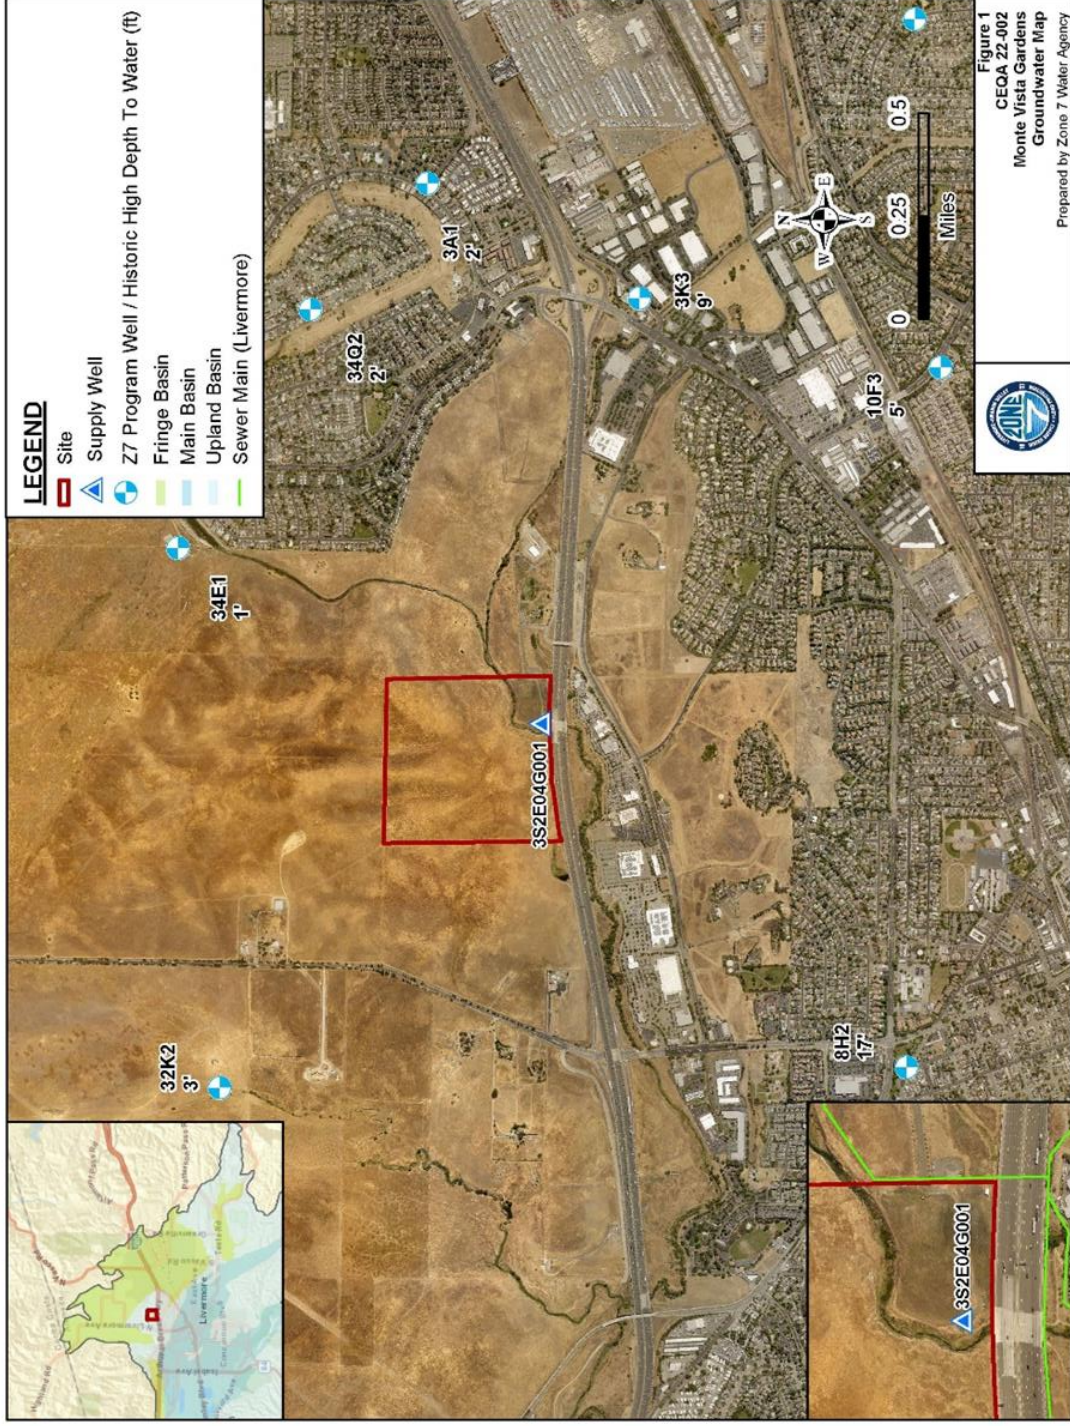 LEGEND
Site
Supply Well
Z7 Program Well / Historic High Depth To Water (ft)
Fringe Basin
Main Basin
Upland Basin
Sewer Main (Livermore)
32K2
3'
34E1
1'
34Q2
2'
3A1
2'
3S2E04G001
3K3
9'
8H2
17'
10F3
5'
3S2E04G001
Livermore
N
W
E
S
0
0.25
0.5
Miles
ZONE
7
Figure 1
CEQA 22-002
Monte Vista Gardens
Groundwater Map
Prepared by Zone 7 Water Agency